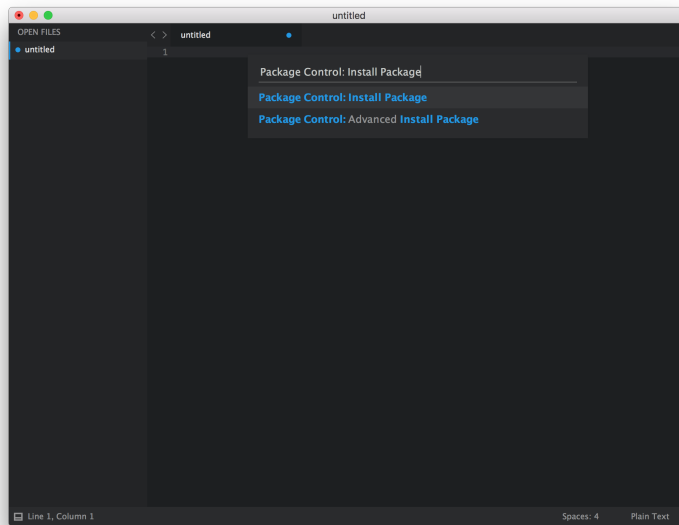 untitled
OPEN FILES
untitled
untitled
1
Package Control: Install Package
Package Control: Install Package
Package Control: Advanced Install Package
Line 1, Column 1
Spaces: 4
Plain Text